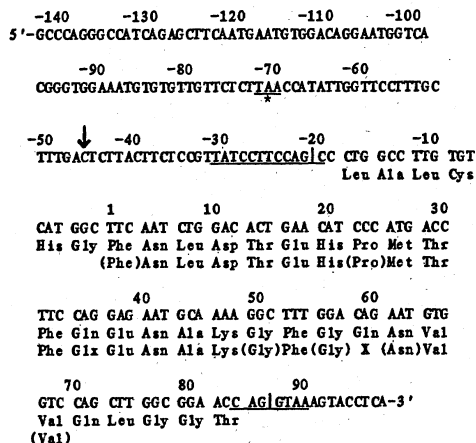 -140 -130 -120 -110 -100
5'-GCCCAGGGCCATCAGAGCTTCAATGAATGTGGACAGGAATGGTCA
-90 -80 -70 -60
CGGGTGGAAATGTGTGTTGTTCTCTTAACCATATTGGTTCCTTTGC
*
-50 ↓ -40 -30 -20 -10
TTTGACTCTTACTTCTCCGTTATCCTTCCAG|CC CTG GCC TTG TGT
Leu Ala Leu Cys
1 10 20 30
CAT GGC TTC AAT CTG GAC ACT GAA CAT CCC ATG ACC
His Gly Phe Asn Leu Asp Thr Glu His Pro Met Thr
(Phe)Asn Leu Asp Thr Glu His(Pro)Met Thr
40 50 60
TTC CAG GAG AAT GCA AAA GGC TTT GGA CAG AAT GTG
Phe Gln Glu Asn Ala Lys Gly Phe Gly Gln Asn Val
Phe Glx Glu Asn Ala Lys(Gly)Phe(Gly) X (Asn)Val
70 80 90
GTC CAG CTT GGC GGA ACC AG|GTAAAGTACCTCA-3'
Val Gln Leu Gly Gly Thr
(Val)